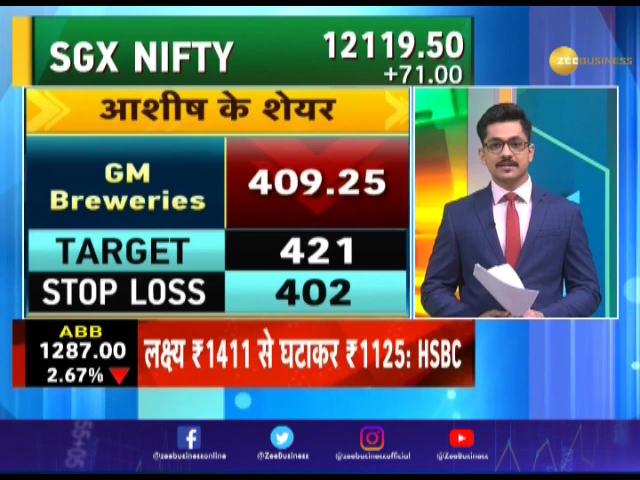 SGX NIFTY
12119.50
+71.00
ZEEBUSINESS
आशीष के शेयर
GM Breweries
409.25
TARGET
421
STOP LOSS
402
ABB
1287.00
2.67%
लक्ष्य ₹1411 से घटाकर ₹1125: HSBC
@zeebusinessonline
@ZeeBusiness
@zeebusinessofficial
@ZeeBusiness